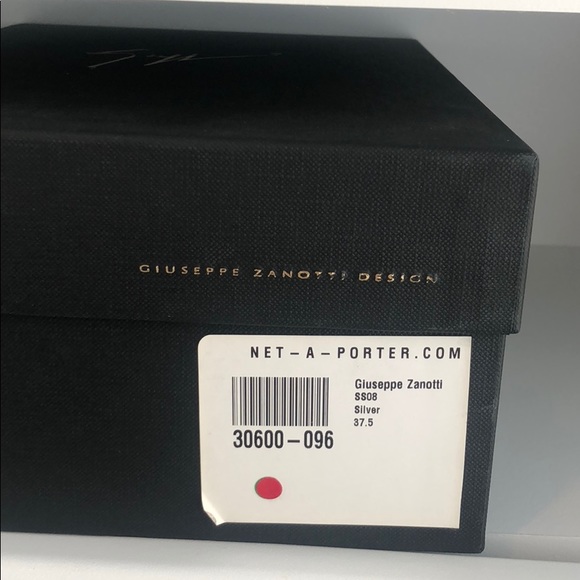 GIUSEPPE ZANOTTI DESIGN
NET-A-PORTER.COM
Giuseppe Zanotti
SS08
Silver
37.5
30600-096